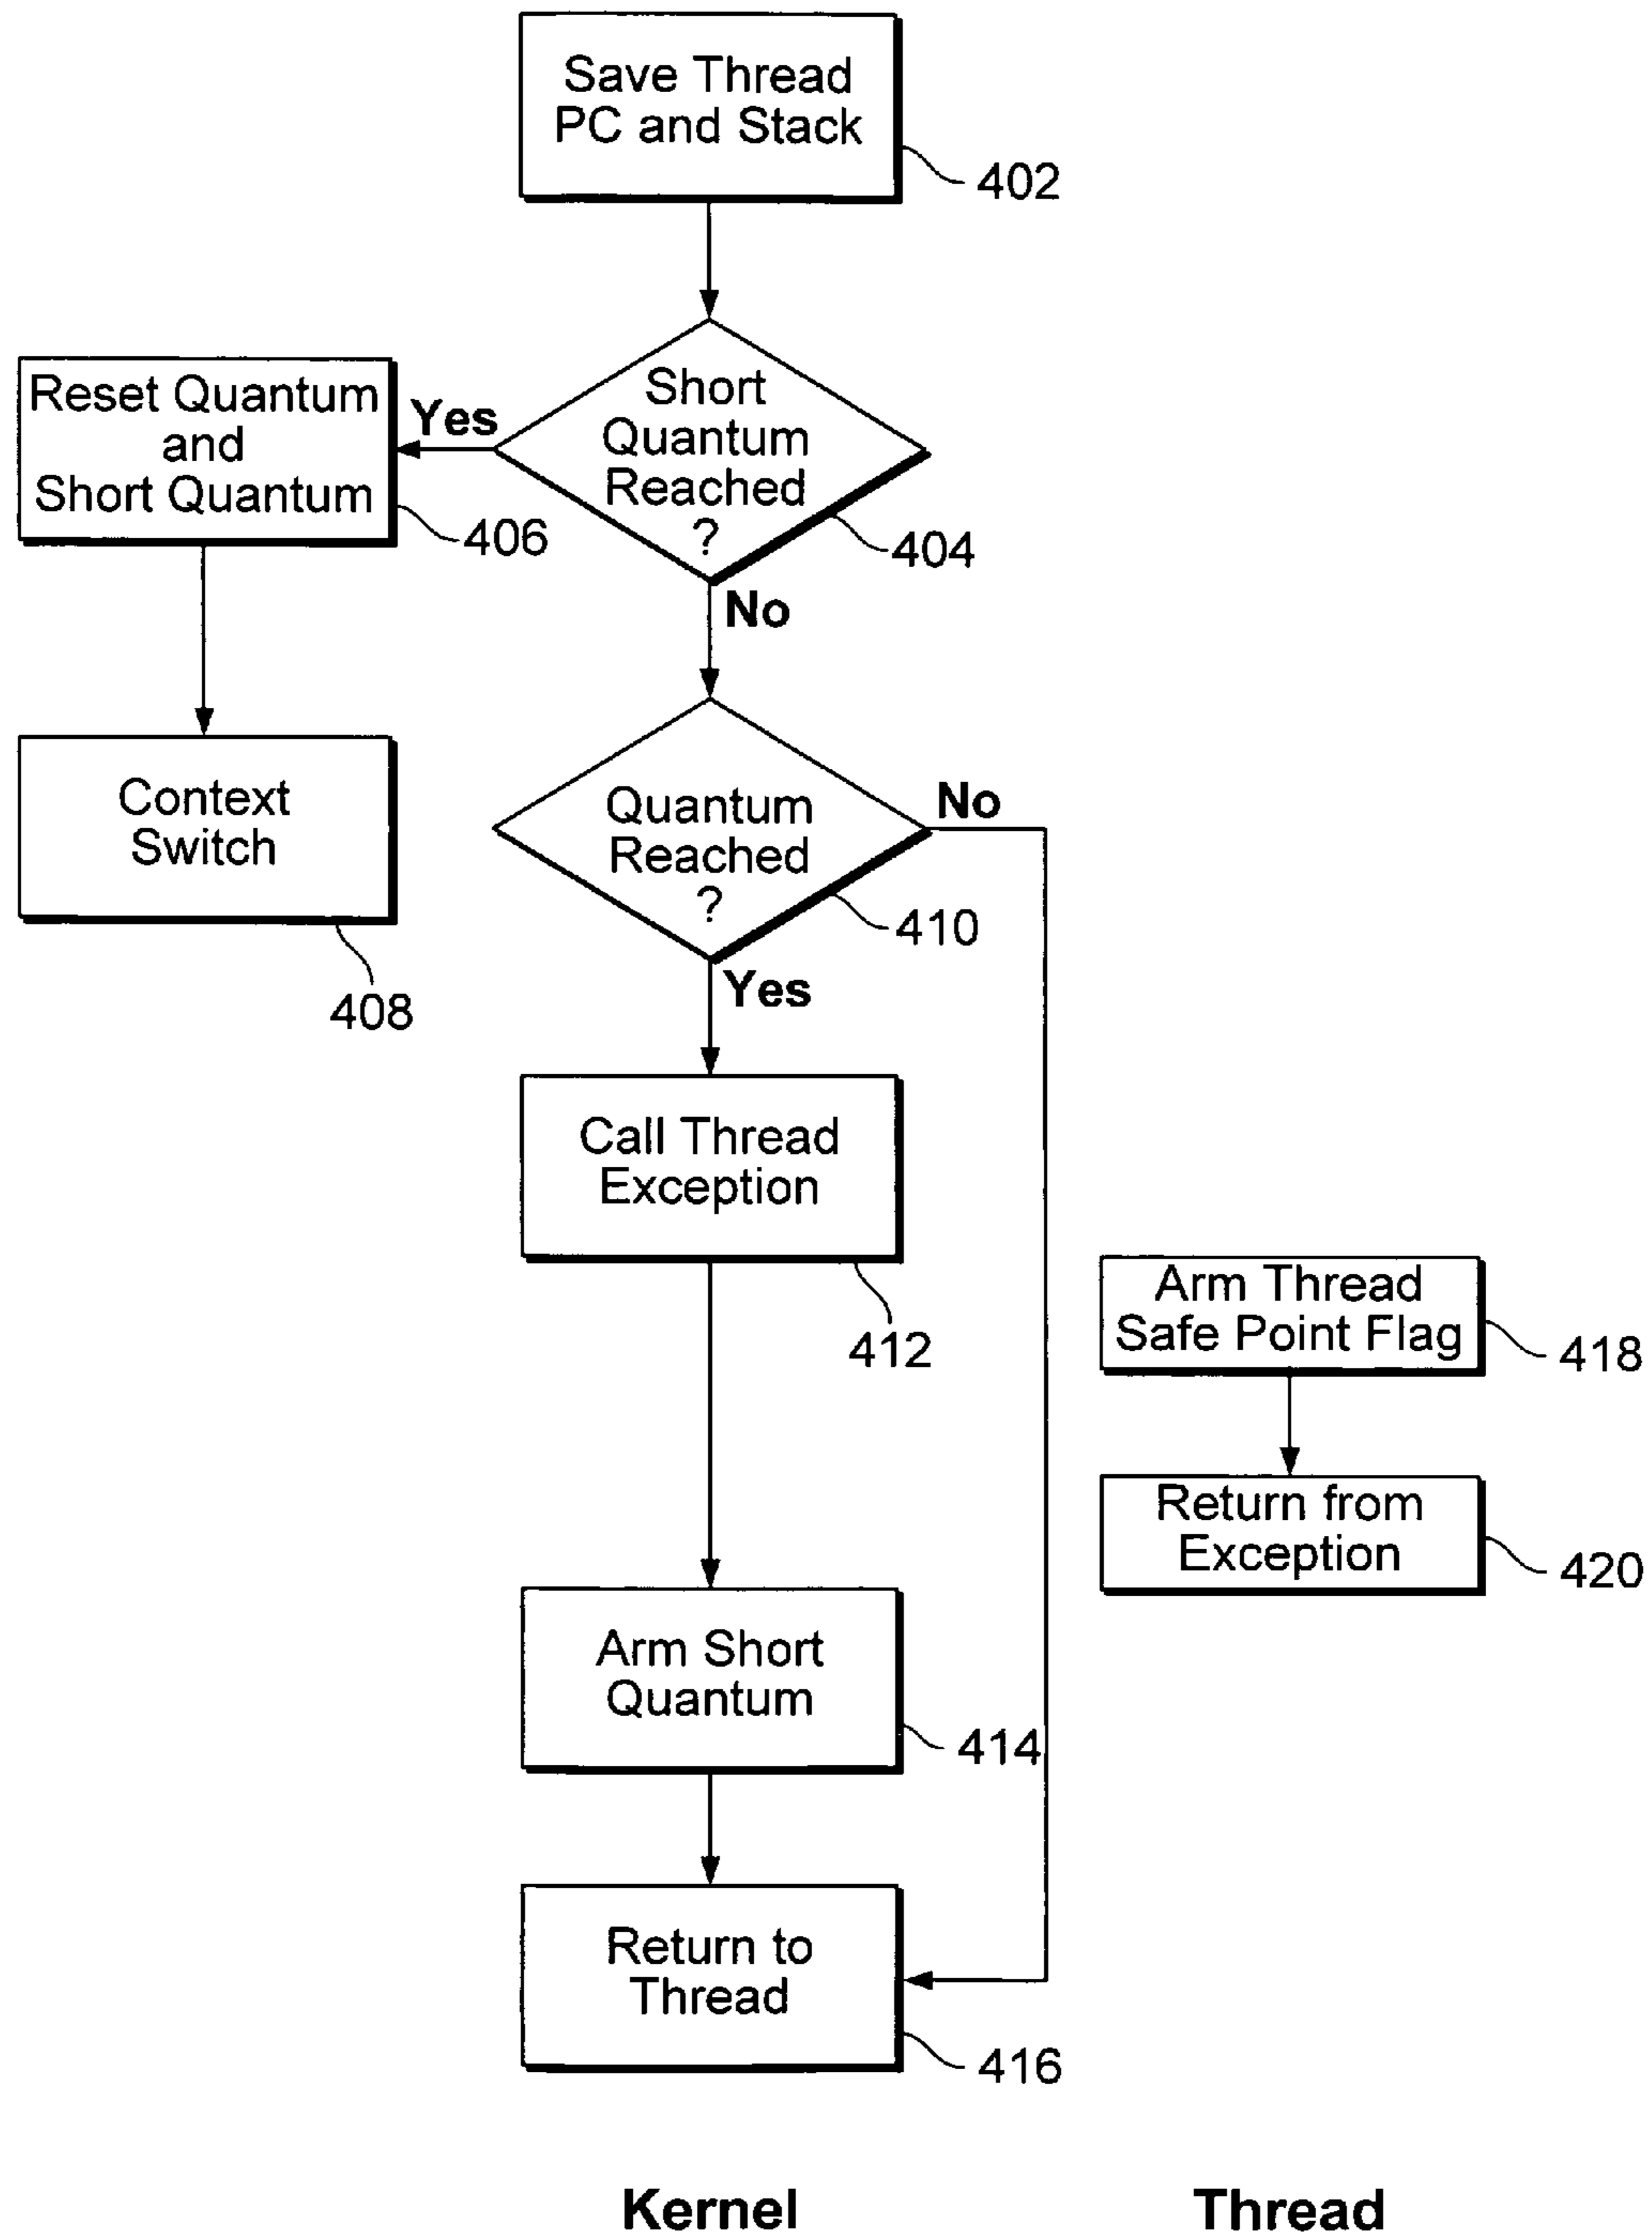 Save Thread
PC and Stack
402
Short
Quantum
Reached
?
404
Yes
Reset Quantum
and
Short Quantum
406
No
Context
Switch
408
Quantum
Reached
?
410
No
Yes
Call Thread
Exception
412
Arm Thread
Safe Point Flag
418
Return from
Exception
420
Arm Short
Quantum
414
Return to
Thread
416
Kernel
Thread